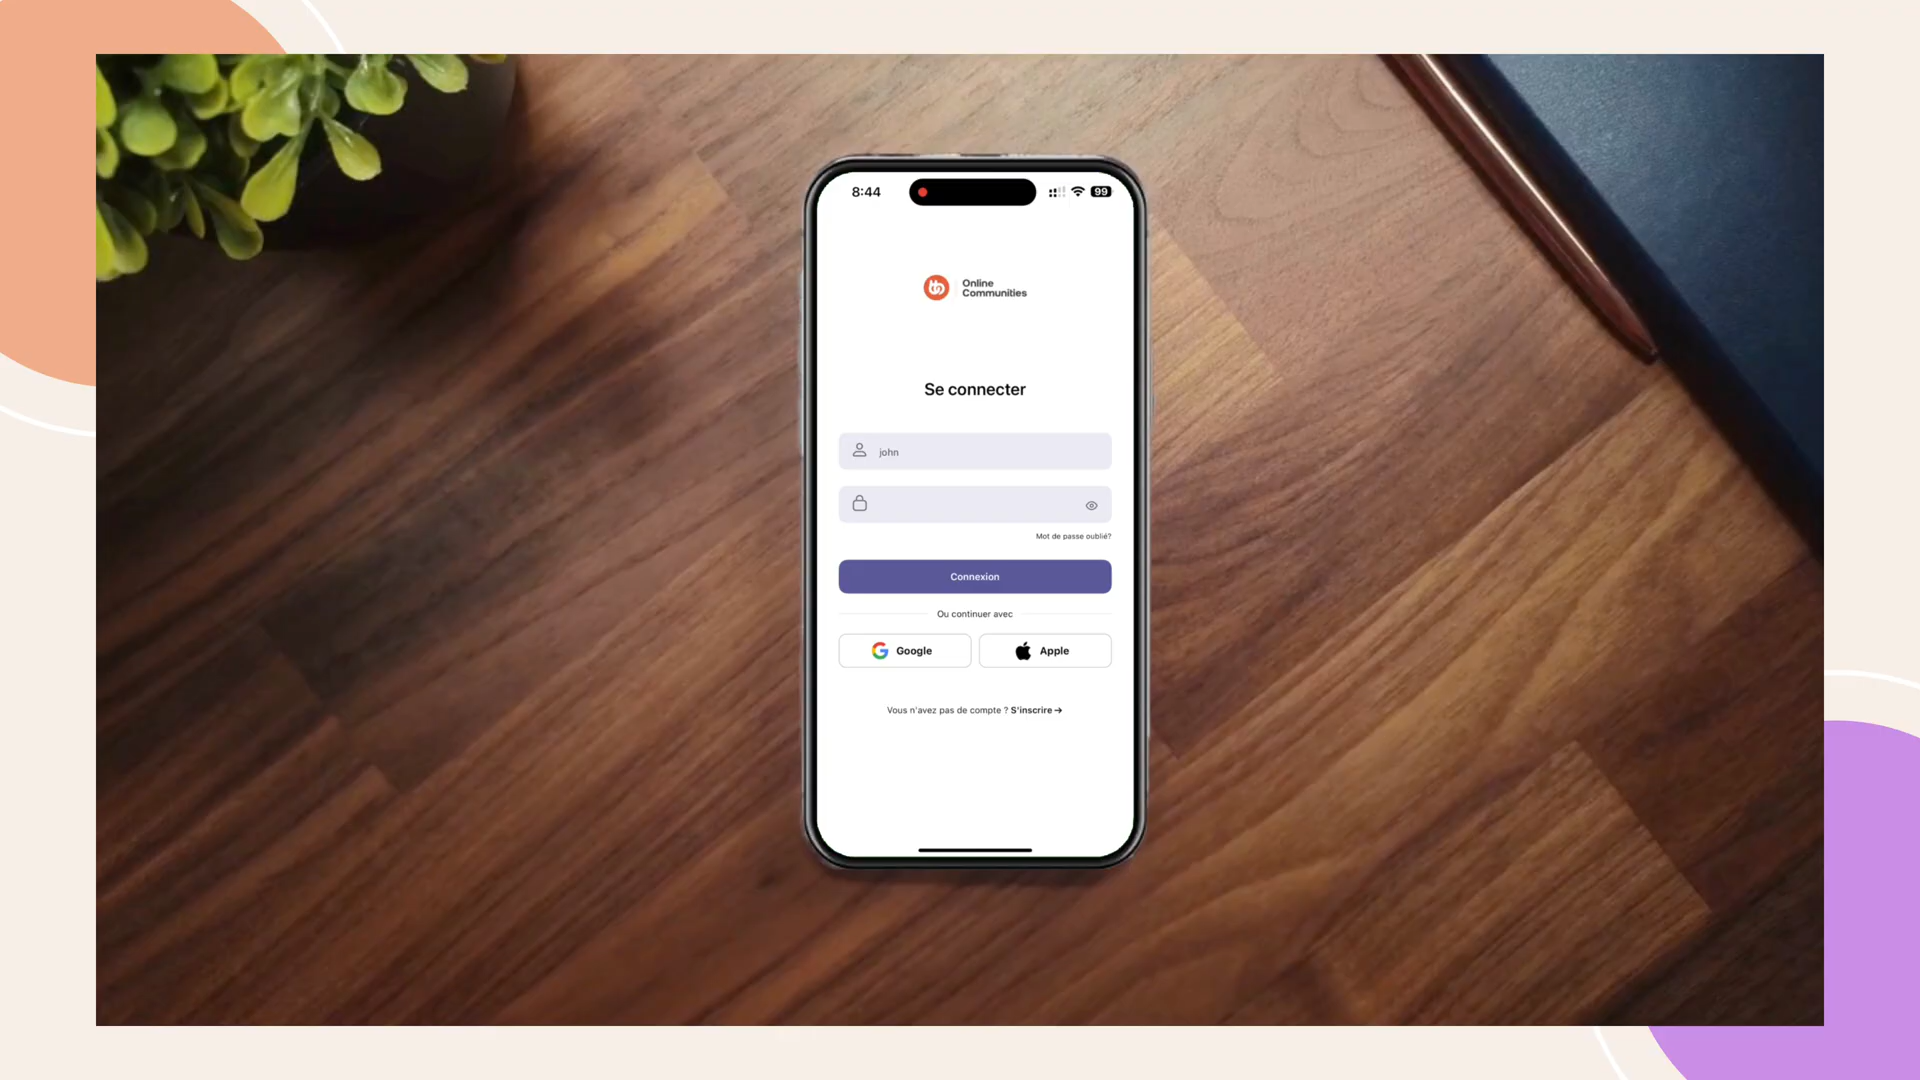 8:44
99
Online
Communities
Se connecter
john
Mot de passe oublié?
Connexion
Ou continuer avec
Google
Apple
Vous n'avez pas de compte ? S'inscrire →